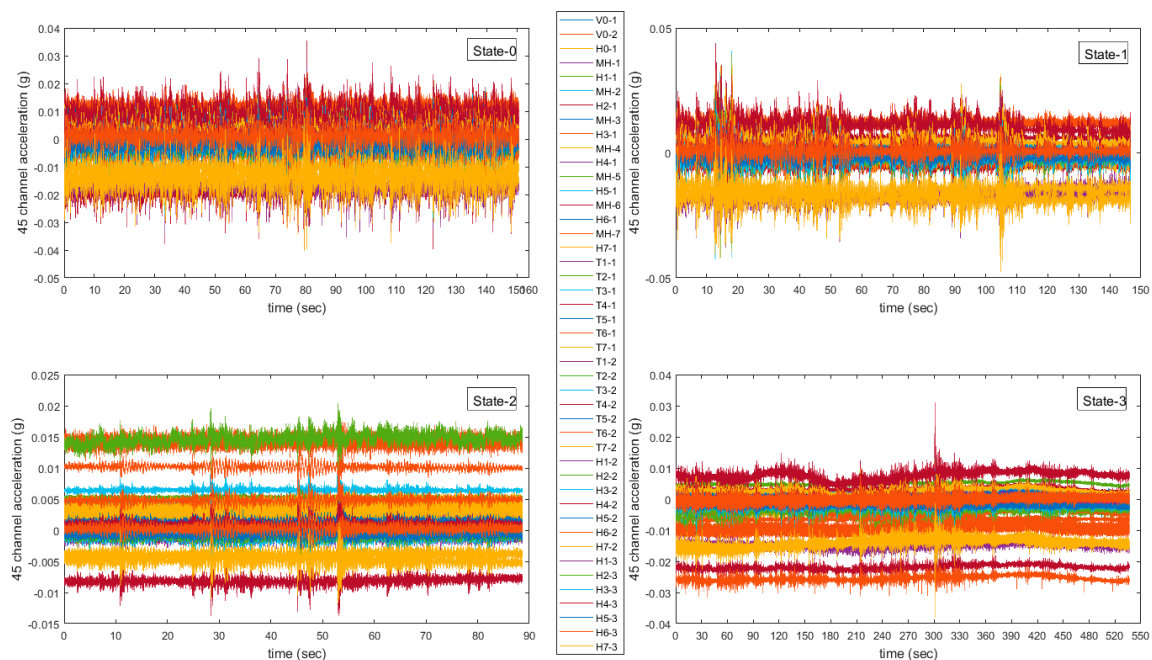 State-0
45 channel acceleration (g)
0.04
0.03
0.02
0.01
0
-0.01
-0.02
-0.03
-0.04
-0.05
0 10 20 30 40 50 60 70 80 90 100 110 120 130 140 150 160
time (sec)
V0-1
V0-2
H0-1
MH-1
H1-1
MH-2
H2-1
MH-3
H3-1
MH-4
H4-1
MH-5
H5-1
MH-6
H6-1
MH-7
H7-1
T1-1
T2-1
T3-1
T4-1
T5-1
T6-1
T7-1
T1-2
T2-2
T3-2
T4-2
T5-2
T6-2
T7-2
H1-2
H2-2
H3-2
H4-2
H5-2
H6-2
H7-2
H1-3
H2-3
H3-3
H4-3
H5-3
H6-3
H7-3
State-1
45 channel acceleration (g)
0.05
0
-0.05
0 10 20 30 40 50 60 70 80 90 100 110 120 130 140 150
time (sec)
State-2
45 channel acceleration (g)
0.025
0.02
0.015
0.01
0.005
0
-0.005
-0.01
-0.015
0 10 20 30 40 50 60 70 80 90
time (sec)
State-3
45 channel acceleration (g)
0.04
0.03
0.02
0.01
0
-0.01
-0.02
-0.03
-0.04
0 30 60 90 120 150 180 210 240 270 300 330 360 390 420 450 480 520 550
time (sec)